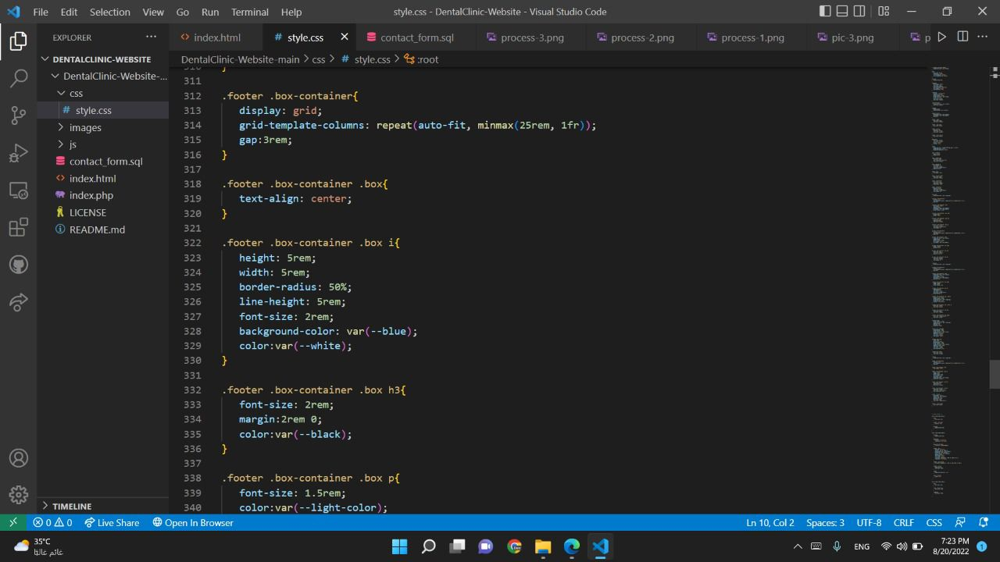 File Edit Selection View Go Run Terminal Help
style.css - DentalClinic-Website - Visual Studio Code
EXPLORER
index.html
style.css
contact_form.sql
process-3.png
process-2.png
process-1.png
pic-3.png
DENTALCLINIC-WEBSITE
DentalClinic-Website-main > css > # style.css > :root
DentalClinic-Website-...
css
# style.css
images
js
contact_form.sql
index.html
index.php
LICENSE
README.md
TIMELINE
310 }
311
312 .footer .box-container{
313 display: grid;
314 grid-template-columns: repeat(auto-fit, minmax(25rem, 1fr));
315 gap:3rem;
316 }
317
318 .footer .box-container .box{
319 text-align: center;
320 }
321
322 .footer .box-container .box i{
323 height: 5rem;
324 width: 5rem;
325 border-radius: 50%;
326 line-height: 5rem;
327 font-size: 2rem;
328 background-color: var(--blue);
329 color:var(--white);
330 }
331
332 .footer .box-container .box h3{
333 font-size: 2rem;
334 margin:2rem 0;
335 color:var(--black);
336 }
337
338 .footer .box-container .box p{
339 font-size: 1.5rem;
340 color:var(--light-color);
0 0 Live Share Open In Browser
Ln 10, Col 2 Spaces: 3 UTF-8 CRLF CSS
35°C
غائم غالبًا
ENG
7:23 PM
8/20/2022
1